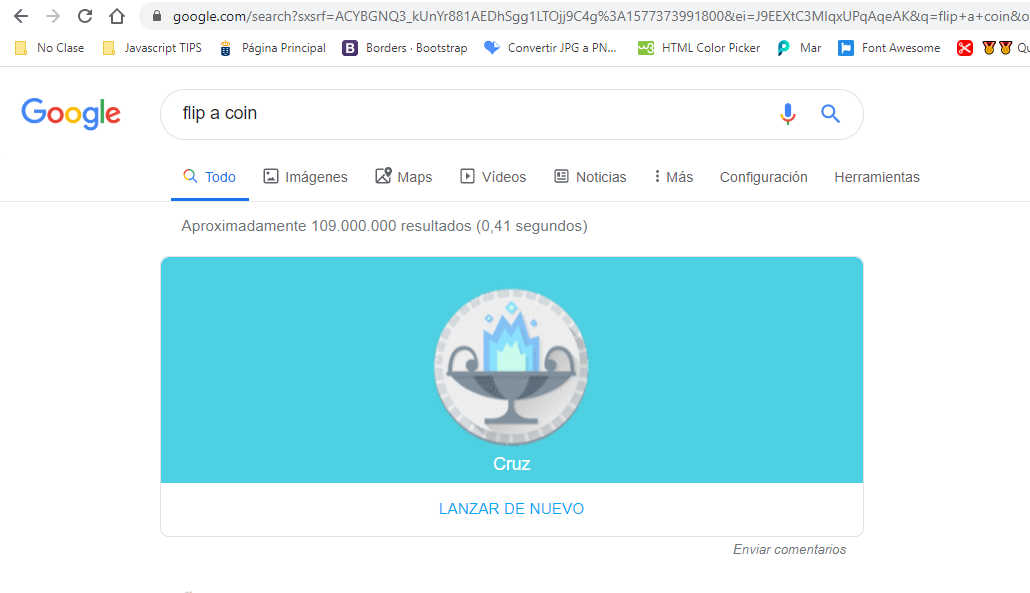 google.com/search?sxsrf=ACYBGNQ3_kUnYr881AEDhSgg1LTOjj9C4g%3A1577373991800&ei=J9EEXtC3MIqxUPqAqeAK&q=flip+a+coin&o
No Clase Javascript TIPS Página Principal B Borders · Bootstrap Convertir JPG a PN... w3 HTML Color Picker Mar Font Awesome Qu
Google flip a coin
Todo Imágenes Maps Vídeos Noticias Más Configuración Herramientas
Aproximadamente 109.000.000 resultados (0,41 segundos)
Cruz
LANZAR DE NUEVO
Enviar comentarios